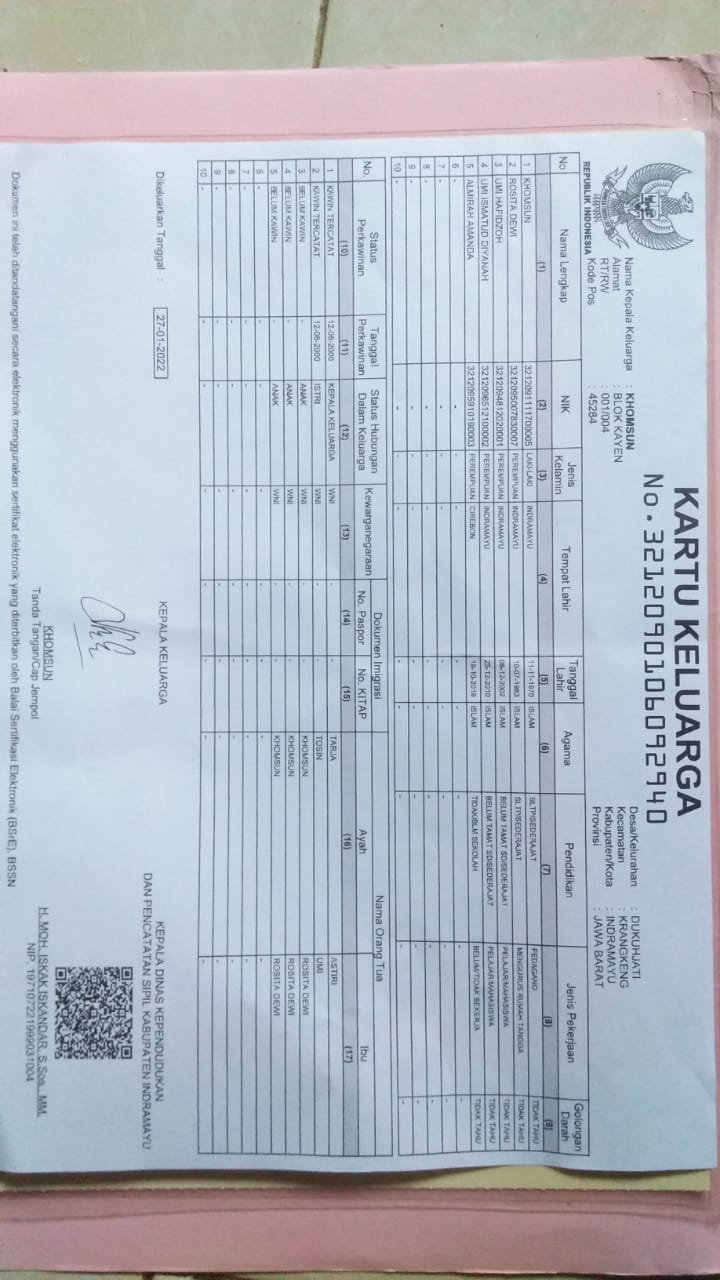 KARTU KELUARGA
No. 3212090106092940
REPUBLIK INDONESIA
Nama Kepala Keluarga : KHOMSUN
Alamat : BLOK KAYEN
RT/RW : 001/004
Kode Pos : 45284
Desa/Kelurahan : DUKUHJATI
Kecamatan : KRANGKENG
Kabupaten/Kota : INDRAMAYU
Provinsi : JAWA BARAT
No Nama Lengkap NIK Jenis Kelamin Tempat Lahir Tanggal Lahir Agama Pendidikan Jenis Pekerjaan Golongan Darah
(1) (2) (3) (4) (5) (6) (7) (8) (9)
1 KHOMSUN 3212091111700005 LAKI-LAKI INDRAMAYU 11-11-1970 ISLAM SLTP/SEDERAJAT PEDAGANG TIDAK TAHU
2 ROSITA DEWI 3212095007830007 PEREMPUAN INDRAMAYU 10-07-1983 ISLAM SLTP/SEDERAJAT MENGURUS RUMAH TANGGA TIDAK TAHU
3 UMI HAFIDZOH 3212094812020001 PEREMPUAN INDRAMAYU 08-12-2002 ISLAM BELUM TAMAT SD/SEDERAJAT PELAJAR/MAHASISWA TIDAK TAHU
4 UMI ISMATUD DIYANAH 3212096512100002 PEREMPUAN INDRAMAYU 25-12-2010 ISLAM BELUM TAMAT SD/SEDERAJAT PELAJAR/MAHASISWA TIDAK TAHU
5 ALMIRAH AMANDA 3212095910190003 PEREMPUAN CIREBON 19-10-2019 ISLAM TIDAK/BLM SEKOLAH BELUM/TIDAK BEKERJA TIDAK TAHU
6 - - - - - - - - -
7 - - - - - - - - -
8 - - - - - - - - -
9 - - - - - - - - -
10 - - - - - - - - -
No. Status Perkawinan Tanggal Perkawinan Status Hubungan Dalam Keluarga Kewarganegaraan Dokumen Imigrasi Nama Orang Tua
No. Paspor No. KITAP Ayah Ibu
(10) (11) (12) (13) (14) (15) (16) (17)
1 KAWIN TERCATAT 12-06-2000 KEPALA KELUARGA WNI - - TARJA ASTIRI
2 KAWIN TERCATAT 12-06-2000 ISTRI WNI - - TOSIN UMI
3 BELUM KAWIN - ANAK WNI - - KHOMSUN ROSITA DEWI
4 BELUM KAWIN - ANAK WNI - - KHOMSUN ROSITA DEWI
5 BELUM KAWIN - ANAK WNI - - KHOMSUN ROSITA DEWI
6 - - - - - - - -
7 - - - - - - - -
8 - - - - - - - -
9 - - - - - - - -
10 - - - - - - - -
Dikeluarkan Tanggal : 27-01-2022
KEPALA KELUARGA
KHOMSUN
Tanda Tangan/Cap Jempol
KEPALA DINAS KEPENDUDUKAN
DAN PENCATATAN SIPIL KABUPATEN INDRAMAYU
H. MOH. ISKAK ISKANDAR, S.Sos., MM.
NIP. 197107221999031004
Dokumen ini telah ditandatangani secara elektronik menggunakan sertifikat elektronik yang diterbitkan oleh Balai Sertifikasi Elektronik (BSrE), BSSN